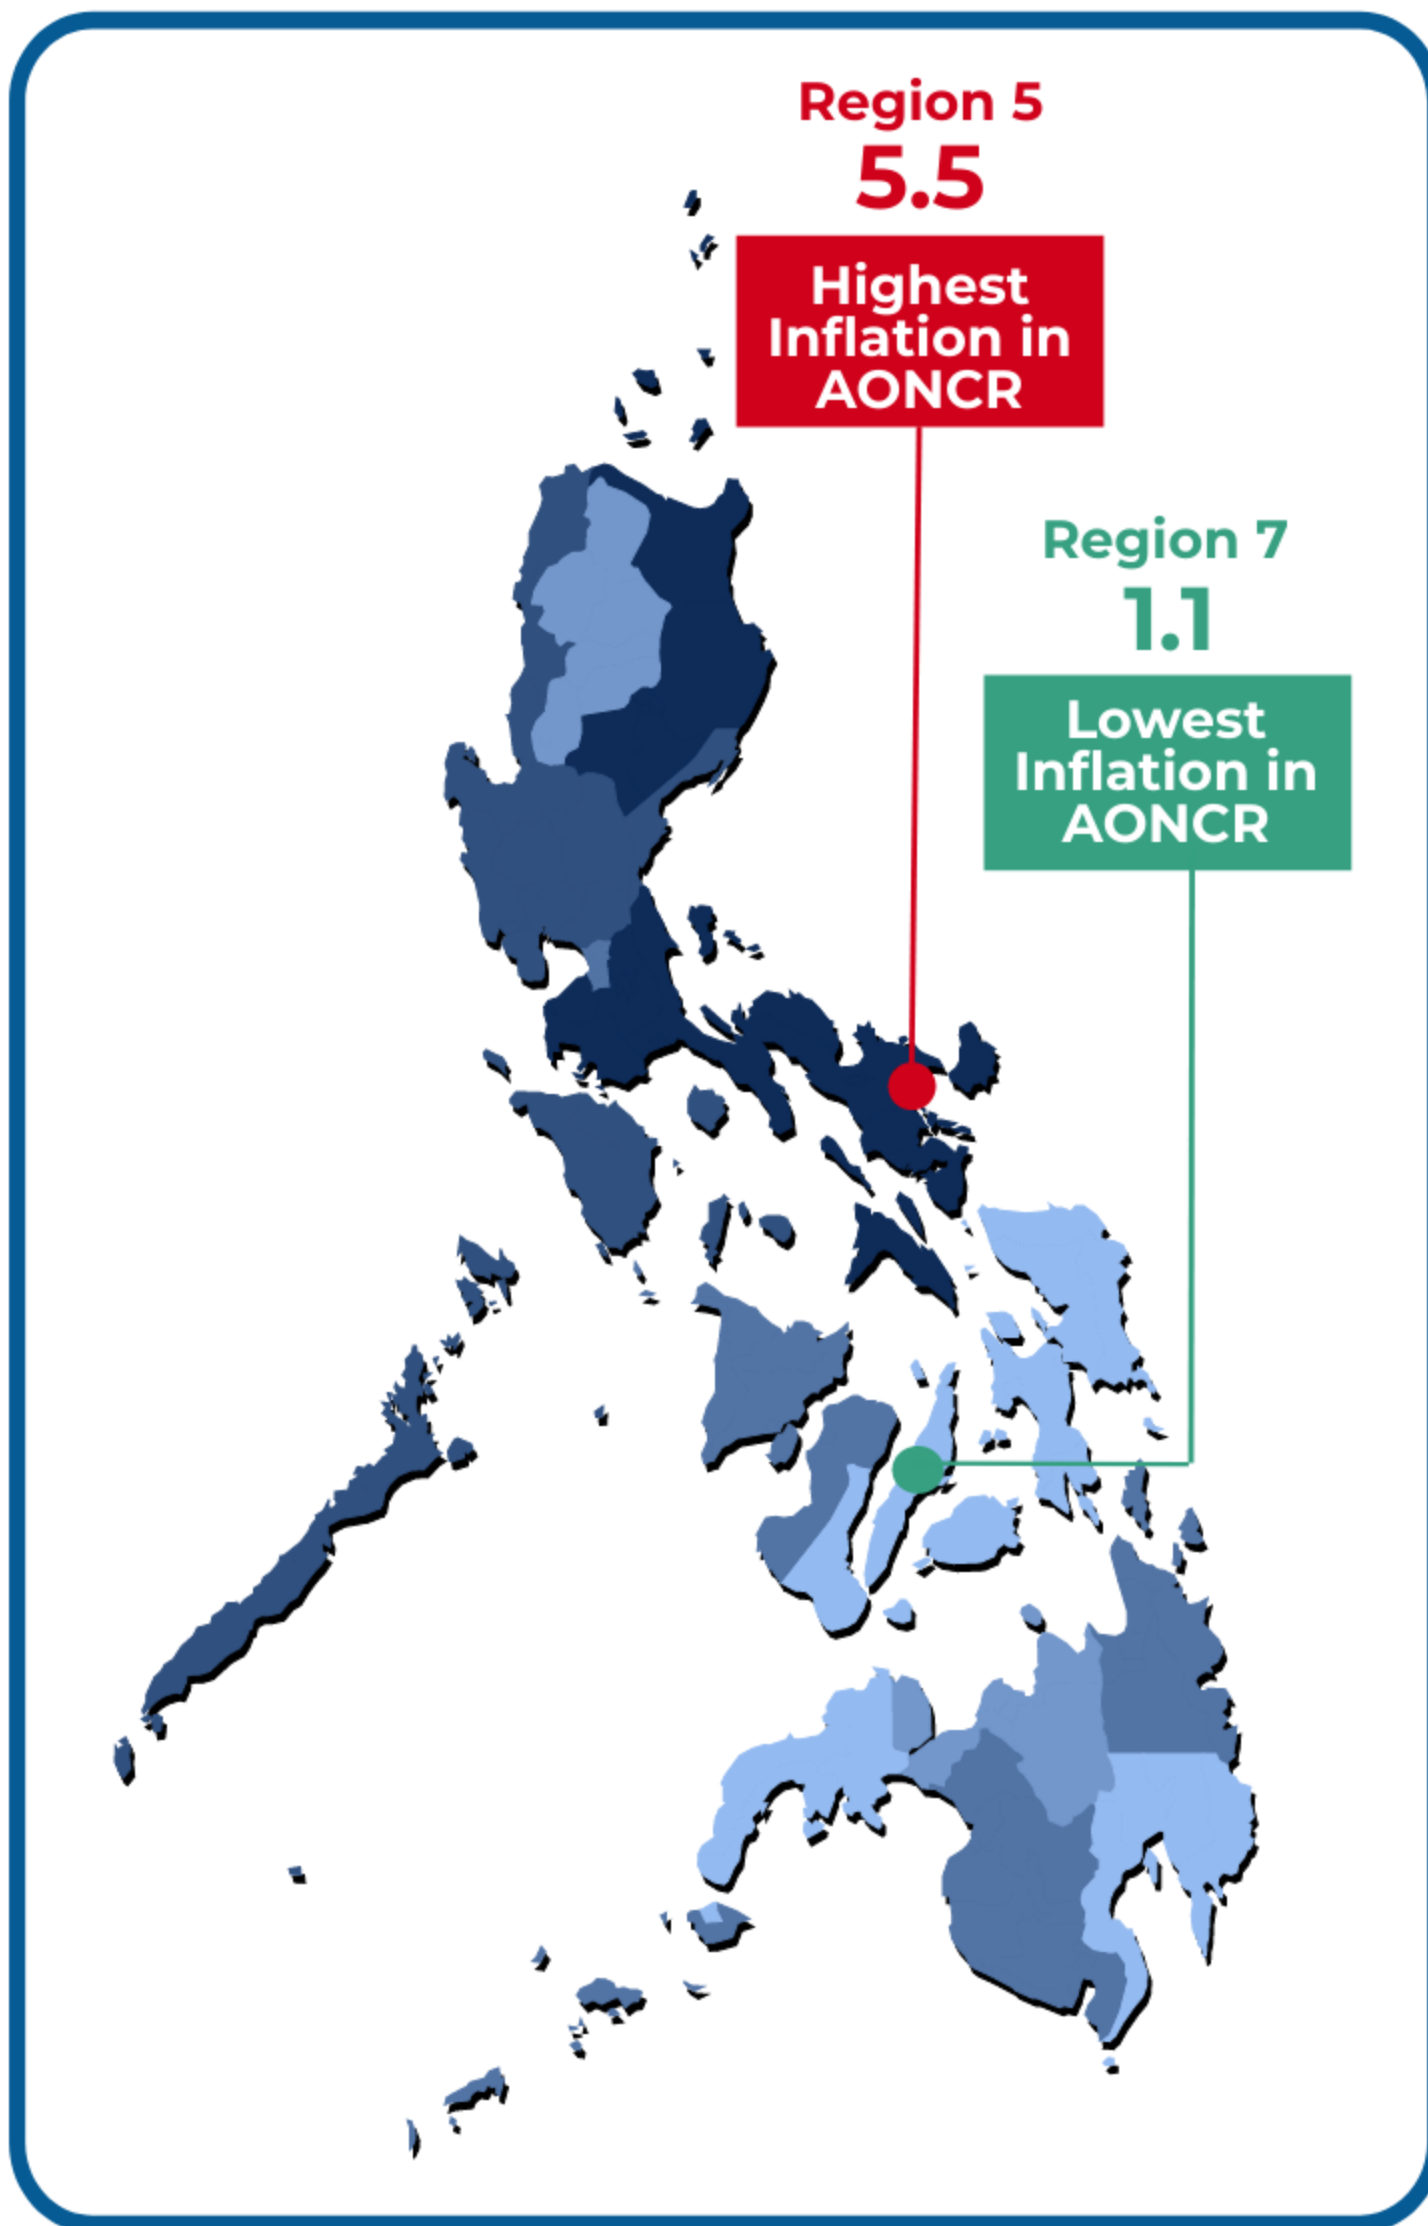 Region 5
5.5
Highest
Inflation in
AONCR
Region 7
1.1
Lowest
Inflation in
AONCR